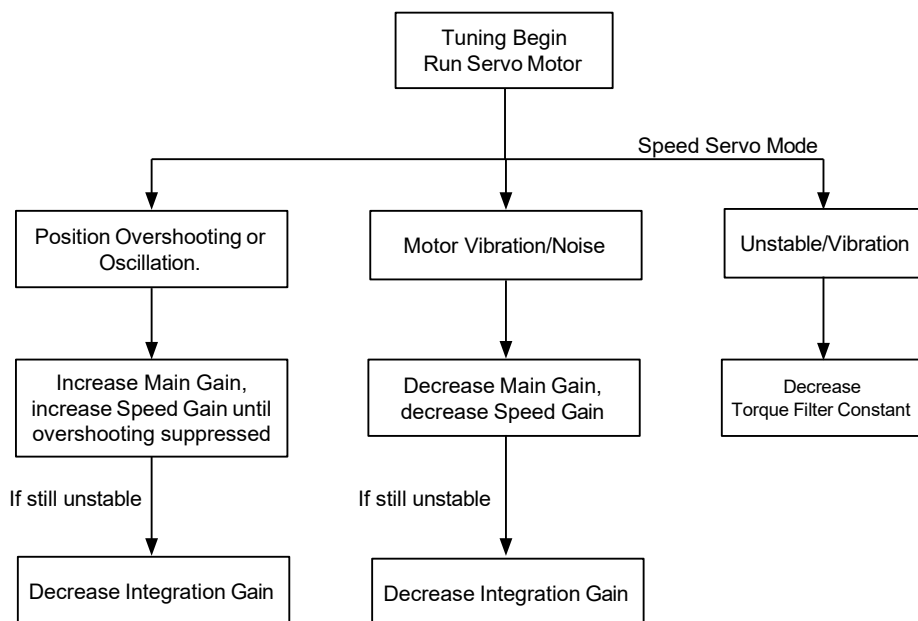 Tuning Begin
Run Servo Motor
Speed Servo Mode
Position Overshooting or
Oscillation.
Motor Vibration/Noise
Unstable/Vibration
Increase Main Gain,
increase Speed Gain until
overshooting suppressed
Decrease Main Gain,
decrease Speed Gain
Decrease
Torque Filter Constant
If still unstable
If still unstable
Decrease Integration Gain
Decrease Integration Gain